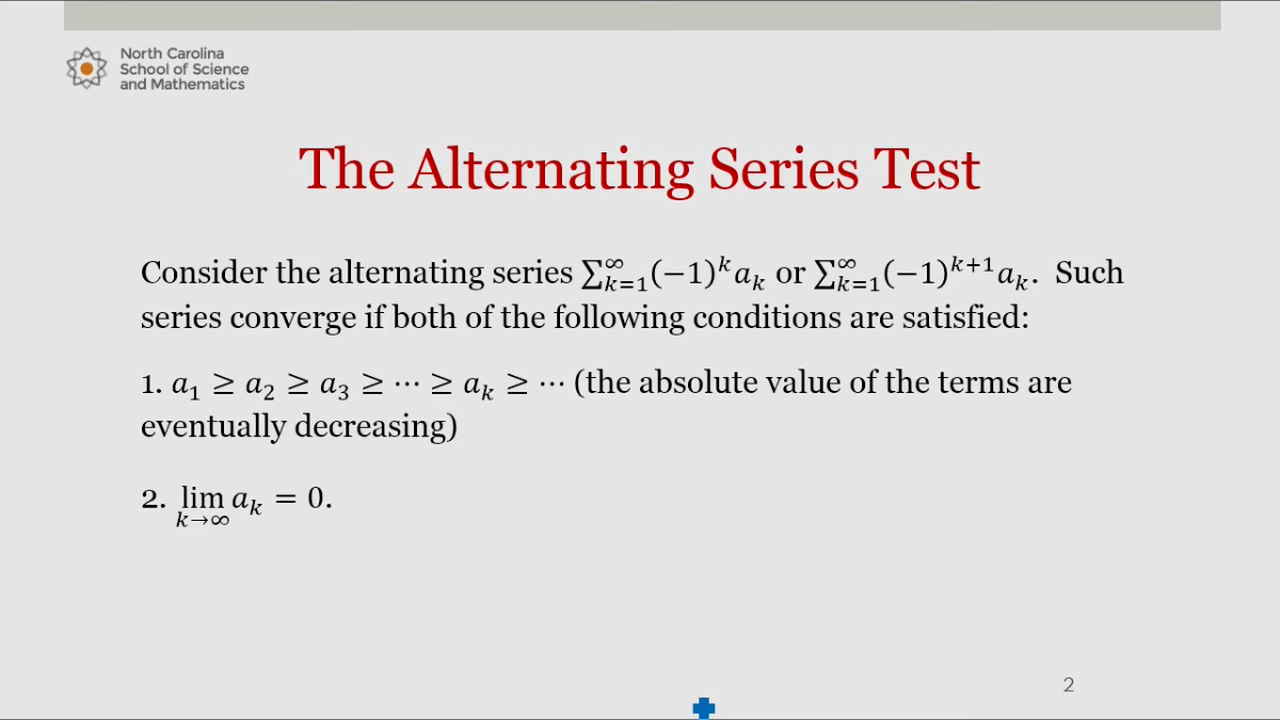 North Carolina
School of Science
and Mathematics
The Alternating Series Test
Consider the alternating series ∑_{k=1}^{∞}(−1)^k a_k or ∑_{k=1}^{∞}(−1)^{k+1} a_k. Such
series converge if both of the following conditions are satisfied:
1. a_1 ≥ a_2 ≥ a_3 ≥ ⋯ ≥ a_k ≥ ⋯ (the absolute value of the terms are
eventually decreasing)
2. lim_{k→∞} a_k = 0.
2